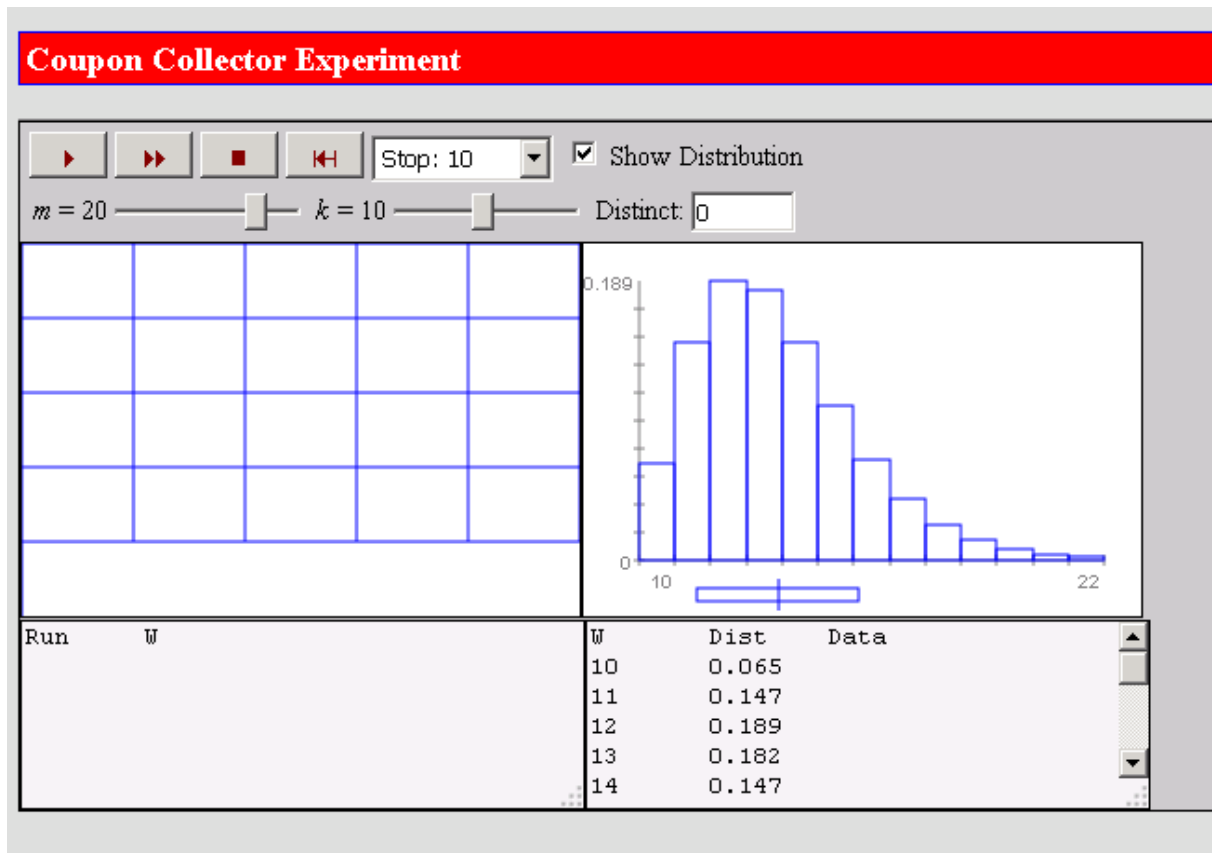 Coupon Collector Experiment
Stop: 10 Show Distribution
m = 20 k = 10 Distinct: 0
0.189
0
10 22
Run W
W Dist Data
10 0.065
11 0.147
12 0.189
13 0.182
14 0.147